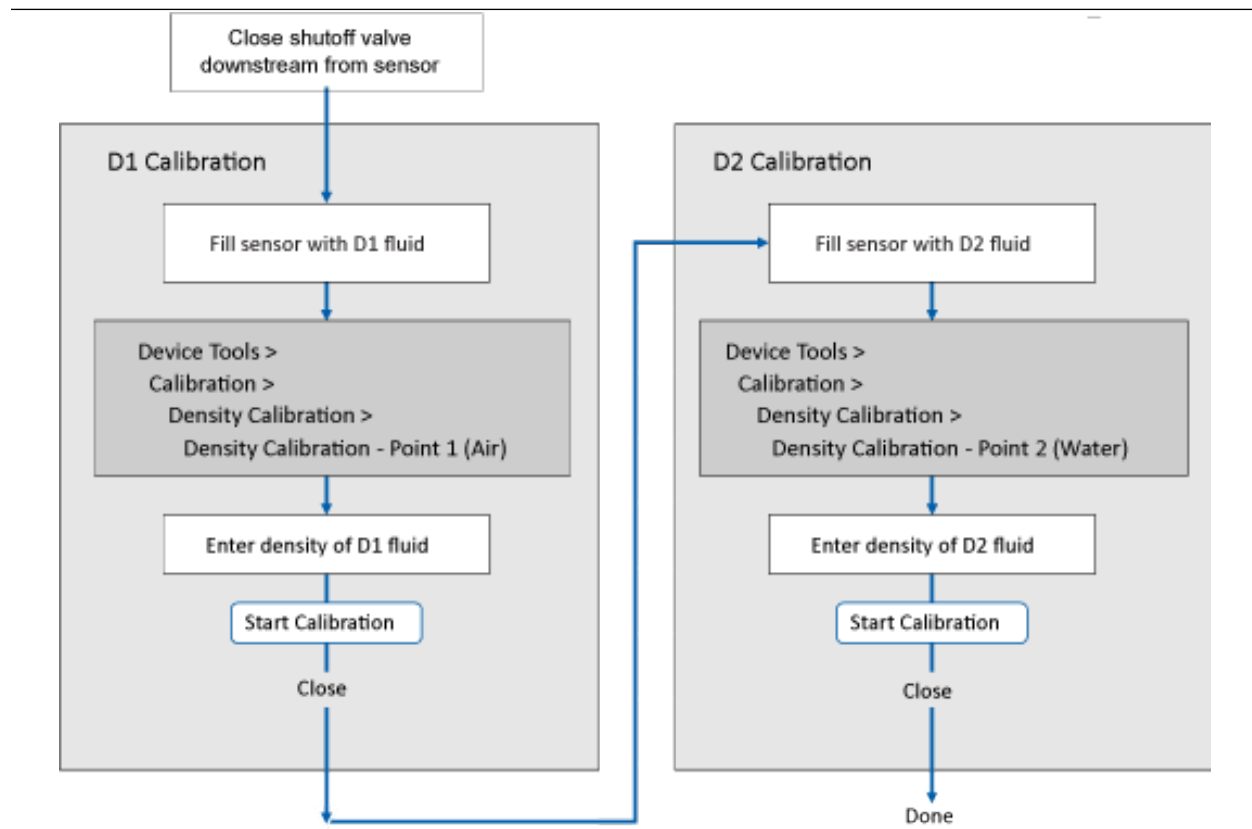 Close shutoff valve
downstream from sensor
D1 Calibration
Fill sensor with D1 fluid
Device Tools >
Calibration >
Density Calibration >
Density Calibration - Point 1 (Air)
Enter density of D1 fluid
Start Calibration
Close
D2 Calibration
Fill sensor with D2 fluid
Device Tools >
Calibration >
Density Calibration >
Density Calibration - Point 2 (Water)
Enter density of D2 fluid
Start Calibration
Close
Done